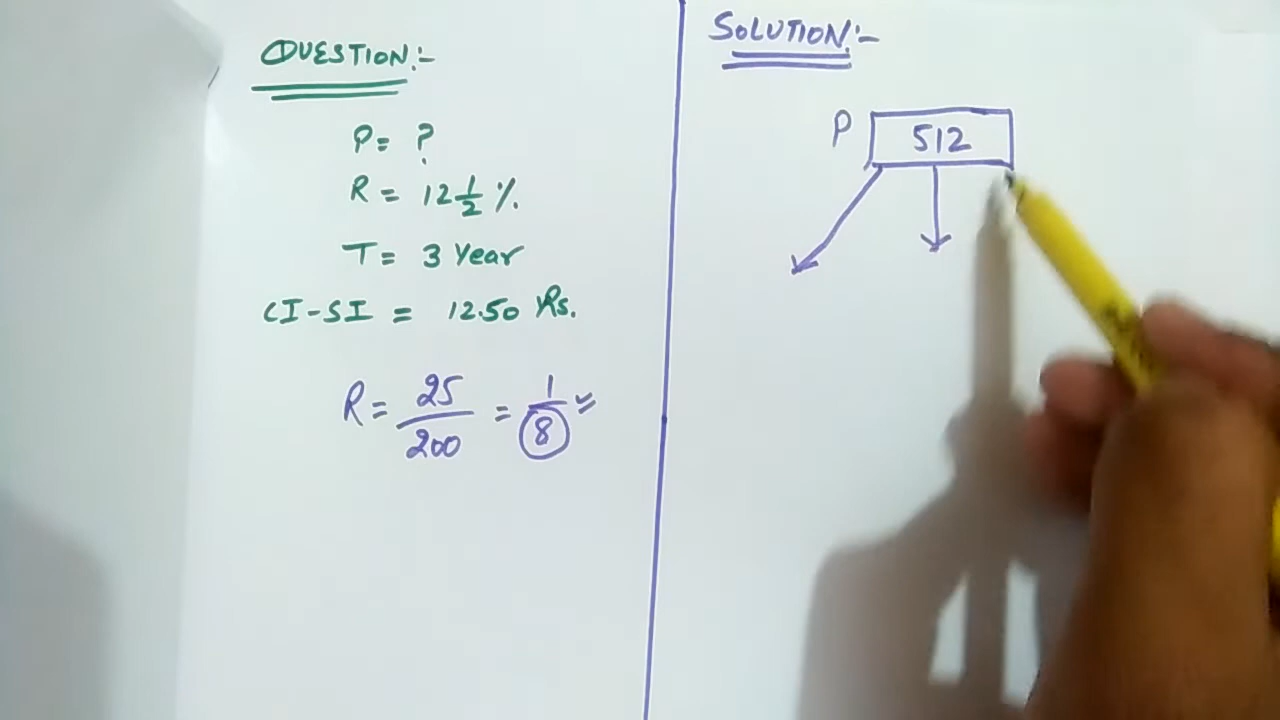 QUESTION:-
P = ?
R = 12 1/2 %.
T = 3 Year
CI-SI = 12.50 Rs.
R = 25/200 = 1/8
SOLUTION:-
P 512